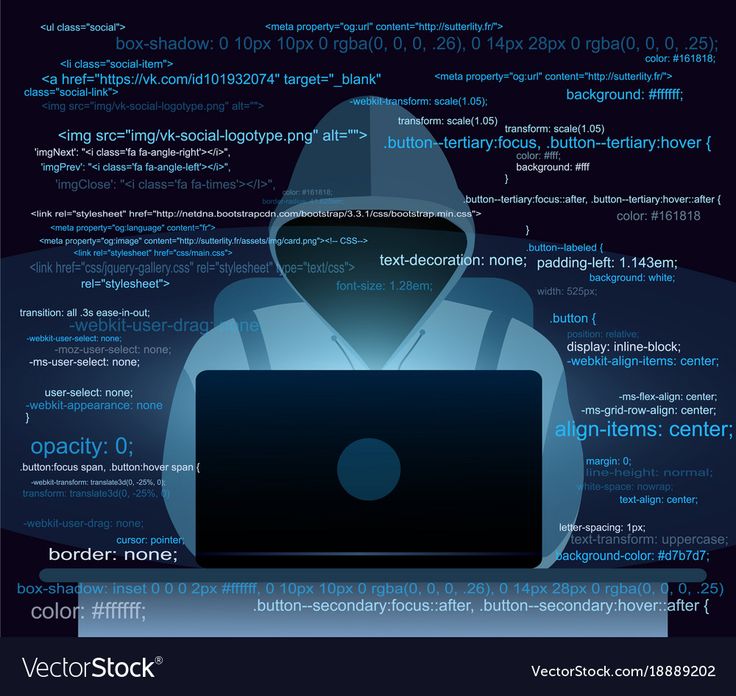 <ul class="social">
<meta property="og:url" content="http://sutterlity.fr/">
box-shadow: 0 10px 10px 0 rgba(0, 0, 0, .26), 0 14px 28px 0 rgba(0, 0, 0, .25);
color: #161818;
<li class="social-item">
<a href="https://vk.com/id101932074" target="_blank"
<meta property="og:url" content="http://sutterlity.fr/">
class="social-link">
background: #ffffff;
<img src="img/vk-social-logotype.png" alt="">
-webkit-transform: scale(1.05);
transform: scale(1.05)
transform: scale(1.05)
<img src="img/vk-social-logotype.png" alt="">
.button--tertiary:focus, .button--tertiary:hover {
'imgNext': "<i class='fa fa-angle-right'></i>",
color: #fff;
'imgPrev': "<i class='fa fa-angle-left'></i>",
background: #fff
'imgClose': "<i class='fa fa-times'></I>",
}
color: #161818;
.button--tertiary:focus::after, .button--tertiary:hover::after {
<link rel="stylesheet" href="http://netdna.bootstrapcdn.com/bootstrap/3.3.1/css/bootstrap.min.css">
color: #161818
<meta property="og:language" content="fr">
}
<meta property="og:image" content="http://sutterlity.fr/assets/img/card.png"><!-- CSS-->
.button--labeled {
<link rel="stylesheet" href="css/main.css">
text-decoration: none;
padding-left: 1.143em;
<link href="css/jquery-gallery.css" rel="stylesheet" type="text/css">
background: white;
rel="stylesheet">
font-size: 1.28em;
width: 525px;
transition: all .3s ease-in-out;
.button {
-webkit-user-drag: none;
-webkit-user-select: none;
position: relative;
-moz-user-select: none;
display: inline-block;
-ms-user-select: none;
-webkit-align-items: center;
user-select: none;
-ms-flex-align: center;
-webkit-appearance: none
-ms-grid-row-align: center;
}
align-items: center;
opacity: 0;
margin: 0;
.button:focus span, .button:hover span {
line-height: normal;
-webkit-transform: translate3d(0, -25%, 0);
white-space: nowrap;
transform: translate3d(0, -25%, 0)
text-align: center;
-webkit-user-drag: none;
letter-spacing: 1px;
cursor: pointer;
text-transform: uppercase;
border: none;
background-color: #d7b7d7;
box-shadow: inset 0 0 0 2px #ffffff, 0 10px 10px 0 rgba(0, 0, 0, .26), 0 14px 28px 0 rgba(0, 0, 0, .25)
color: #ffffff;
.button--secondary:focus::after, .button--secondary:hover::after {
VectorStock®
VectorStock.com/18889202